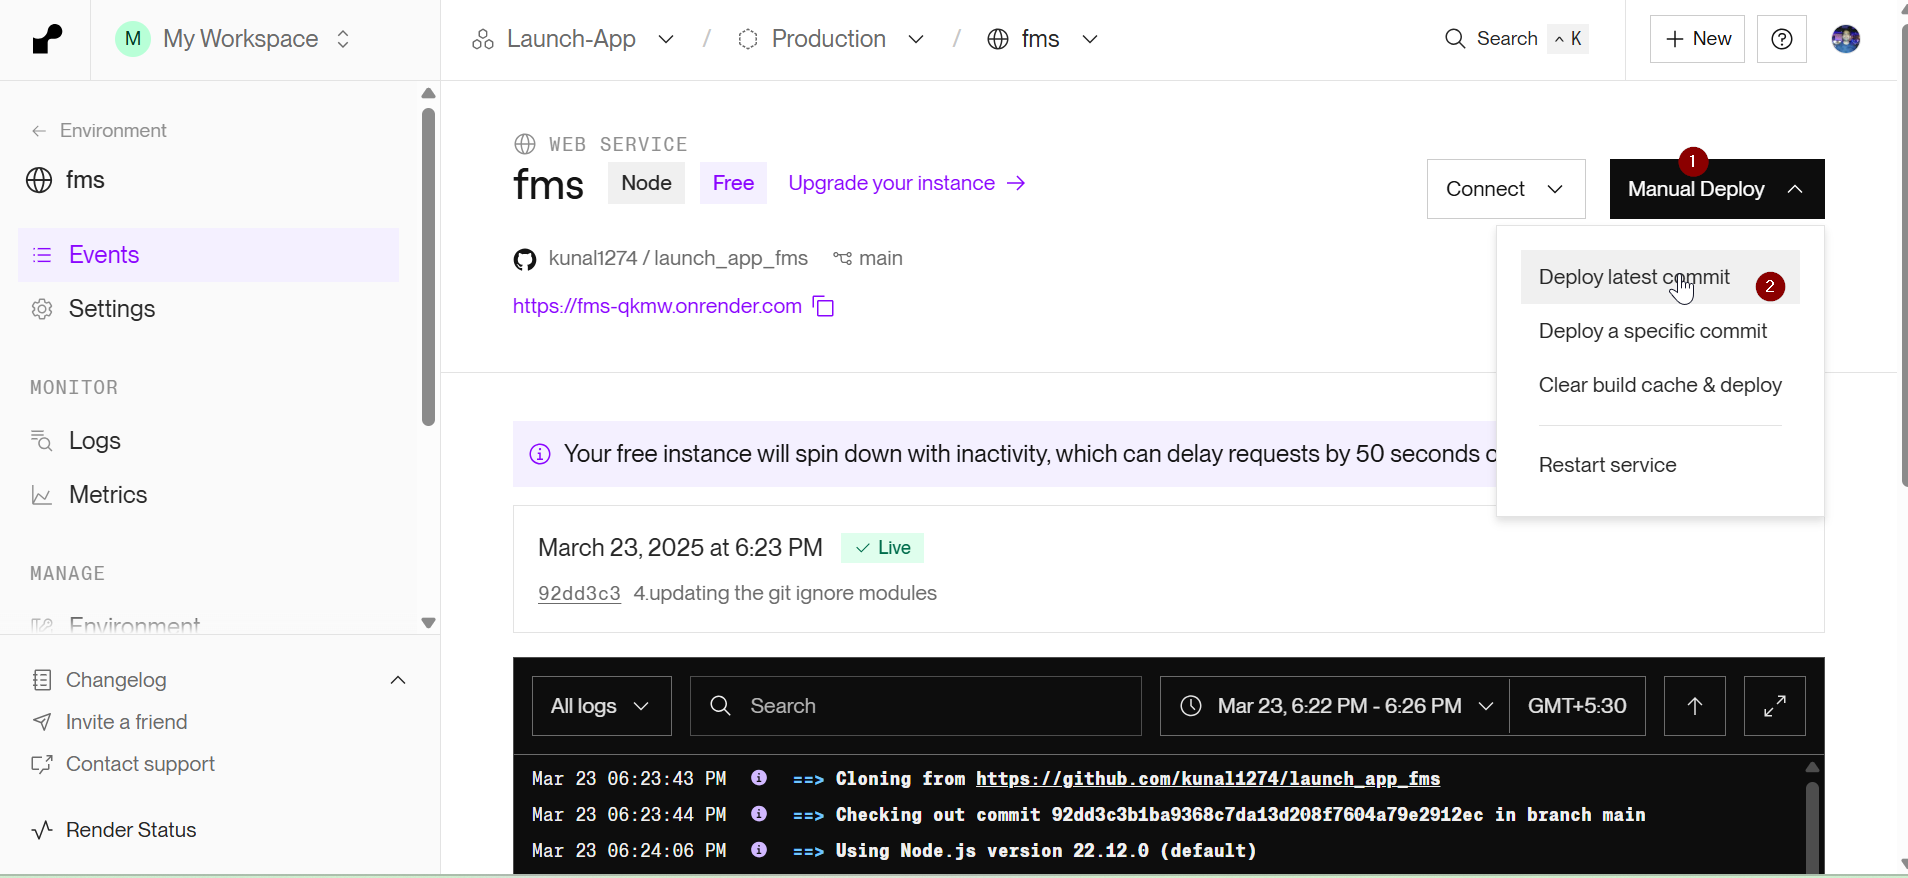 M My Workspace
Launch-App / Production / fms
Search ^ K
+ New
Environment
fms
Events
Settings
MONITOR
Logs
Metrics
MANAGE
Environment
Changelog
Invite a friend
Contact support
Render Status
WEB SERVICE
fms Node Free Upgrade your instance →
kunal1274 / launch_app_fms main
https://fms-qkmw.onrender.com
Connect
1
Manual Deploy
Deploy latest commit 2
Deploy a specific commit
Clear build cache & deploy
Restart service
Your free instance will spin down with inactivity, which can delay requests by 50 seconds
March 23, 2025 at 6:23 PM Live
92dd3c3 4.updating the git ignore modules
All logs Search Mar 23, 6:22 PM - 6:26 PM GMT+5:30
Mar 23 06:23:43 PM ==> Cloning from https://github.com/kunal1274/launch_app_fms
Mar 23 06:23:44 PM ==> Checking out commit 92dd3c3b1ba9368c7da13d208f7604a79e2912ec in branch main
Mar 23 06:24:06 PM ==> Using Node.js version 22.12.0 (default)